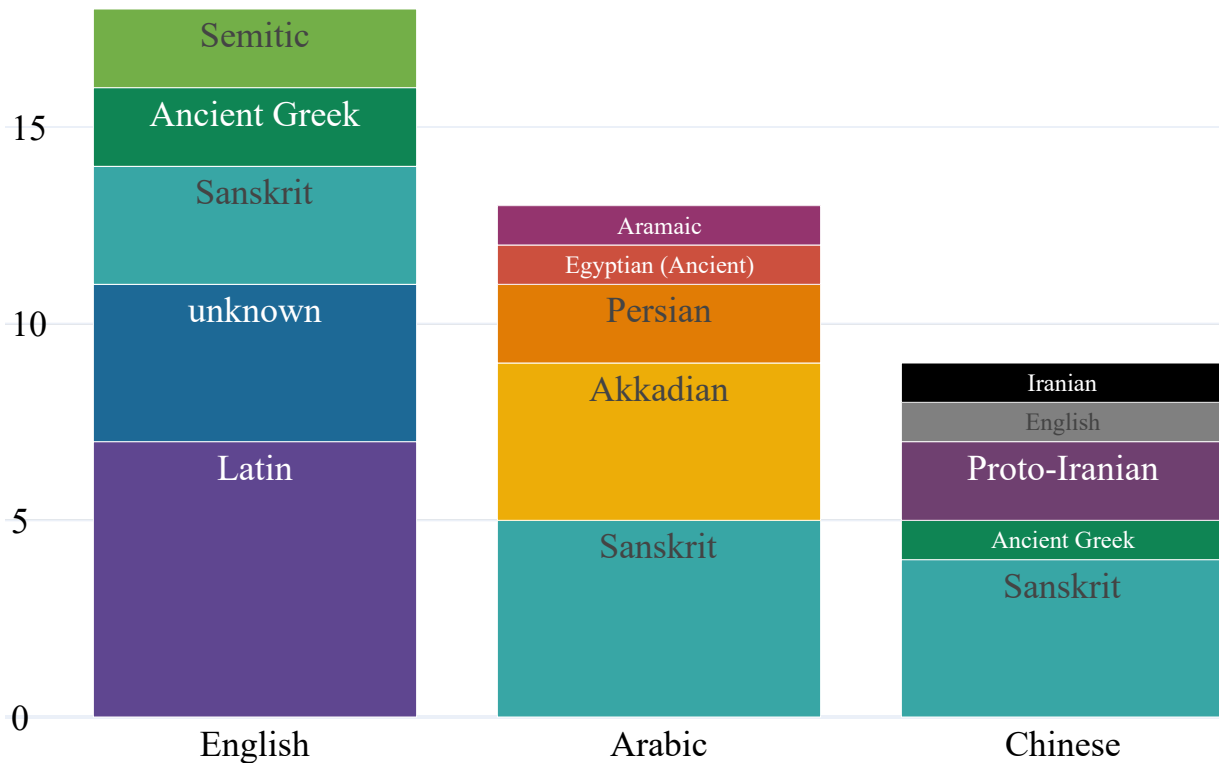 Semitic
Ancient Greek
15
Sanskrit
Aramaic
Egyptian (Ancient)
unknown
Persian
10
Akkadian
Iranian
English
Latin
Proto-Iranian
5
Sanskrit
Ancient Greek
Sanskrit
0
English
Arabic
Chinese